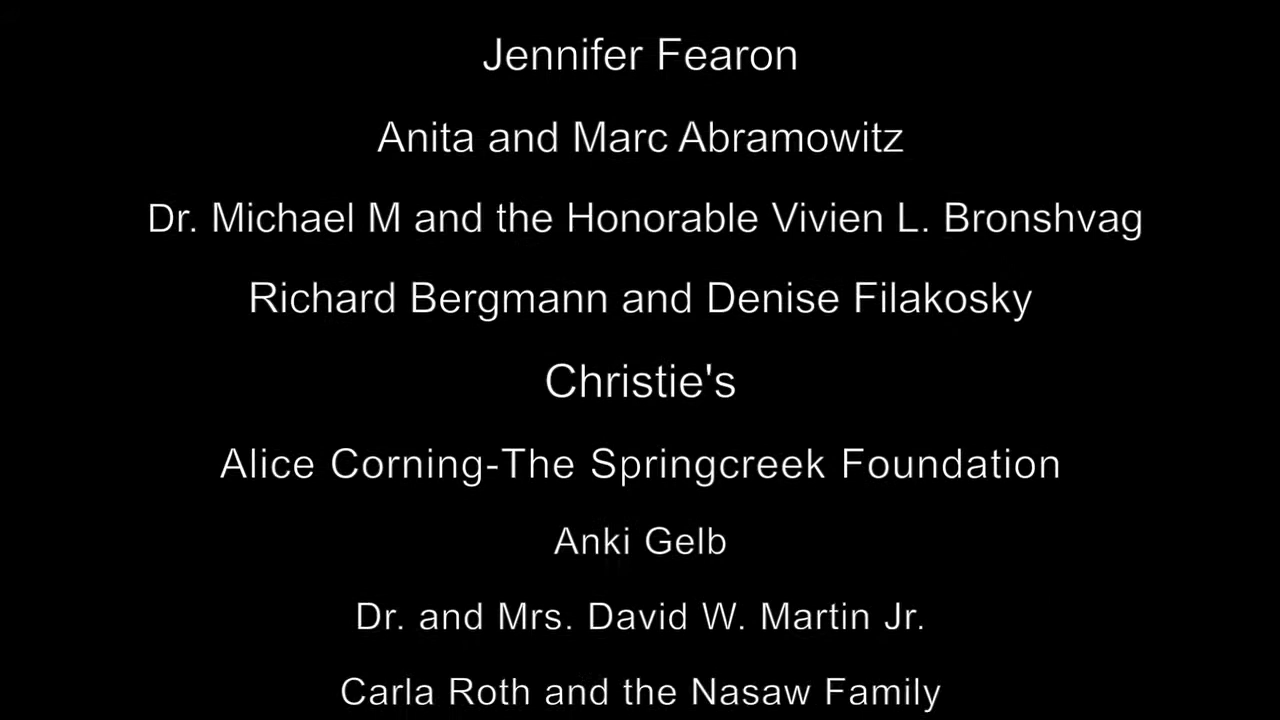 Jennifer Fearon
Anita and Marc Abramowitz
Dr. Michael M and the Honorable Vivien L. Bronshvag
Richard Bergmann and Denise Filakosky
Christie's
Alice Corning-The Springcreek Foundation
Anki Gelb
Dr. and Mrs. David W. Martin Jr.
Carla Roth and the Nasaw Family